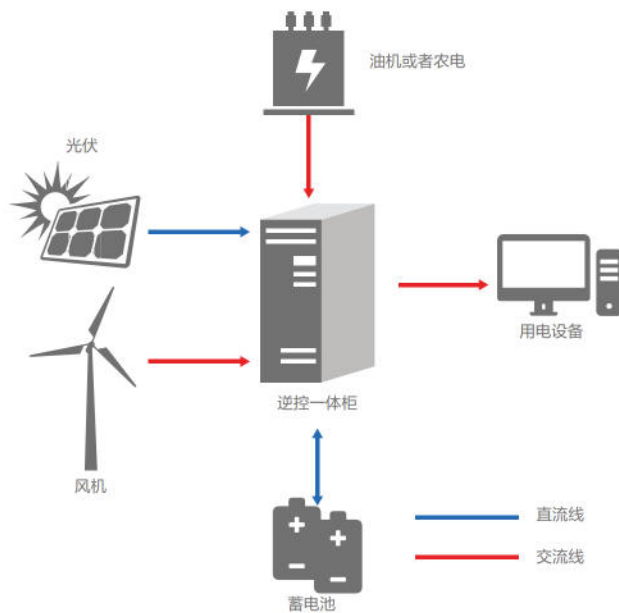 油机或者农电
光伏
用电设备
逆控一体柜
风机
直流线
交流线
蓄电池